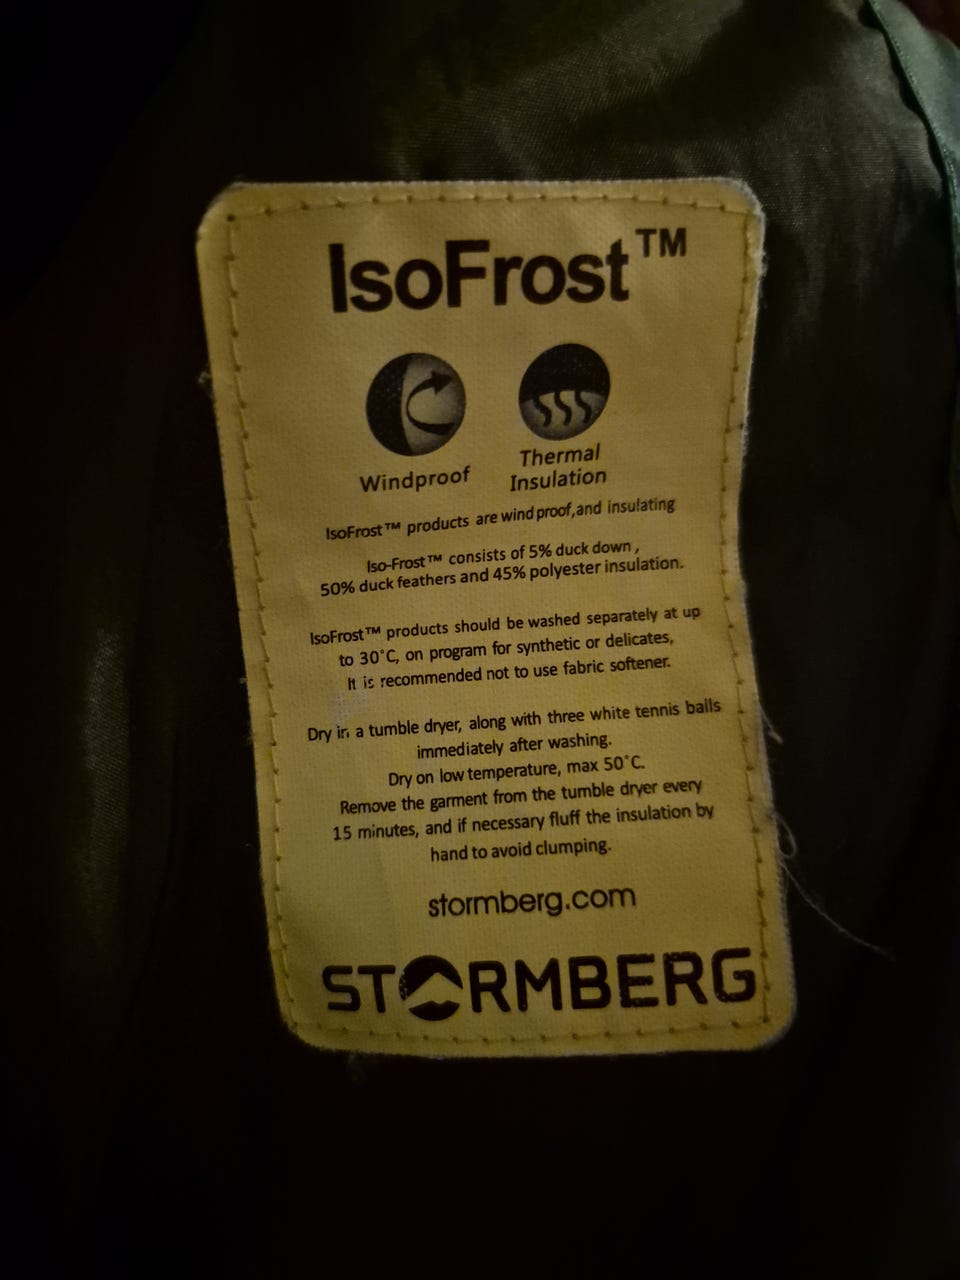 IsoFrost™
Windproof
Thermal
Insulation
IsoFrost™ products are wind proof,and insulating
Iso-Frost™ consists of 5% duck down ,
50% duck feathers and 45% polyester insulation.
IsoFrost™ products should be washed separately at up
to 30°C, on program for synthetic or delicates,
It is recommended not to use fabric softener.
Dry in a tumble dryer, along with three white tennis balls
immediately after washing.
Dry on low temperature, max 50°C.
Remove the garment from the tumble dryer every
15 minutes, and if necessary fluff the insulation by
hand to avoid clumping.
stormberg.com
STORMBERG